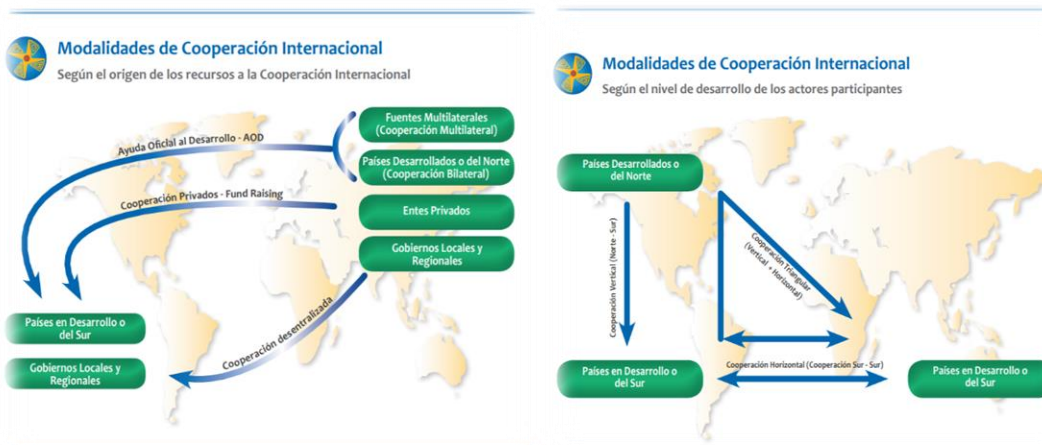 Modalidades de Cooperación Internacional
Según el origen de los recursos a la Cooperación Internacional
Fuentes Multilaterales
(Cooperación Multilateral)
Ayuda Oficial al Desarrollo - AOD
Países Desarrollados o del Norte
(Cooperación Bilateral)
Cooperación Privados - Fund Raising
Entes Privados
Gobiernos Locales y
Regionales
Cooperación desentralizada
Países en Desarrollo o
del Sur
Gobiernos Locales y
Regionales
Modalidades de Cooperación Internacional
Según el nivel de desarrollo de los actores participantes
Países Desarrollados o
del Norte
Cooperación Vertical (Norte - Sur)
Cooperación Triangular
(Vertical + Horizontal)
Cooperación Horizontal (Cooperación Sur - Sur)
Países en Desarrollo o
del Sur
Países en Desarrollo o
del Sur